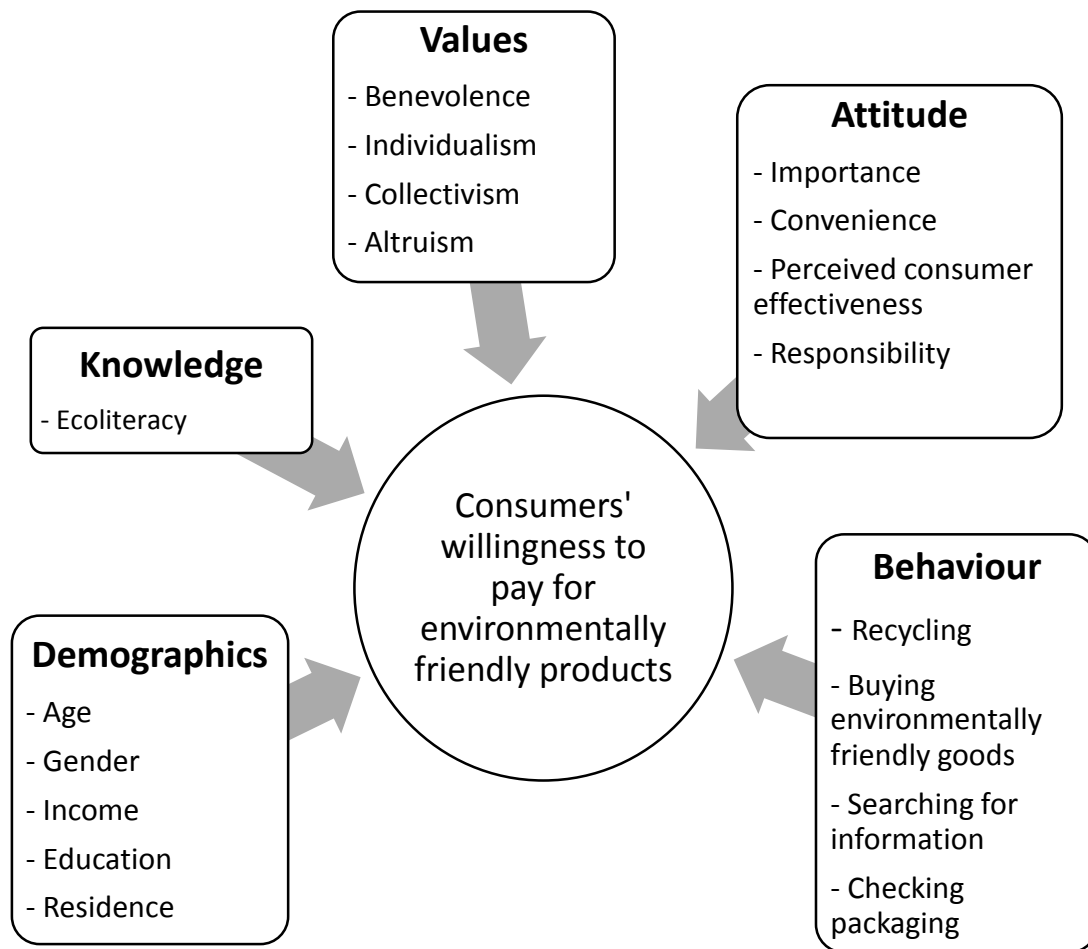 Values
- Benevolence
- Individualism
- Collectivism
- Altruism
Attitude
- Importance
- Convenience
- Perceived consumer
effectiveness
- Responsibility
Knowledge
- Ecoliteracy
Consumers'
willingness to
pay for
environmentally
friendly products
Demographics
- Age
- Gender
- Income
- Education
- Residence
Behaviour
- Recycling
- Buying
environmentally
friendly goods
- Searching for
information
- Checking
packaging